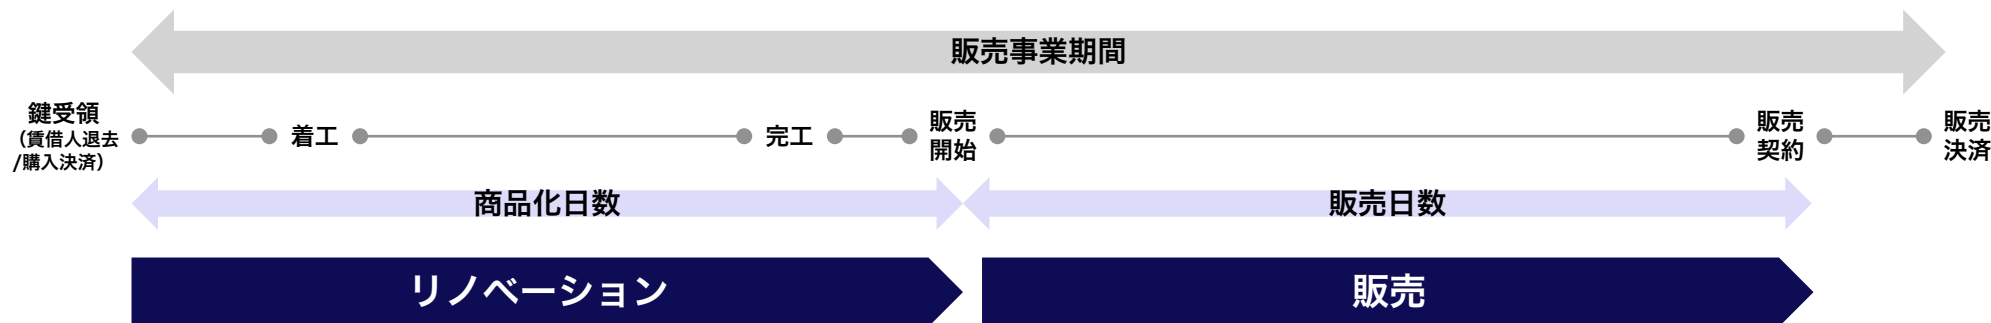 販売事業期間
鍵受領
（賃借人退去
/購入決済）
着工
完工
販売
開始
販売
契約
販売
決済
商品化日数
販売日数
リノベーション
販売